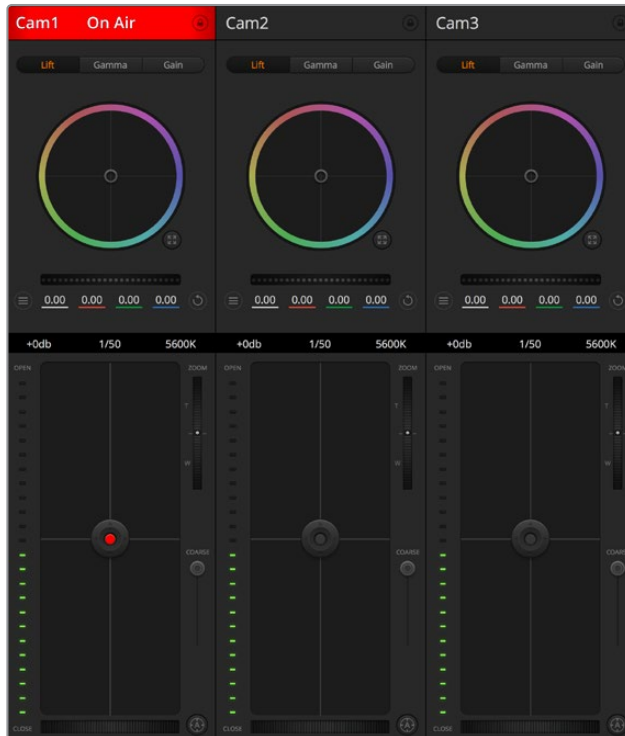 Cam1 On Air
Lift Gamma Gain
0.00 0.00 0.00 0.00
+0db 1/50 5600K
OPEN
ZOOM
T
W
COARSE
CLOSE
Cam2
Lift Gamma Gain
0.00 0.00 0.00 0.00
+0db 1/50 5600K
OPEN
ZOOM
T
W
COARSE
CLOSE
Cam3
Lift Gamma Gain
0.00 0.00 0.00 0.00
+0db 1/50 5600K
OPEN
ZOOM
T
W
COARSE
CLOSE